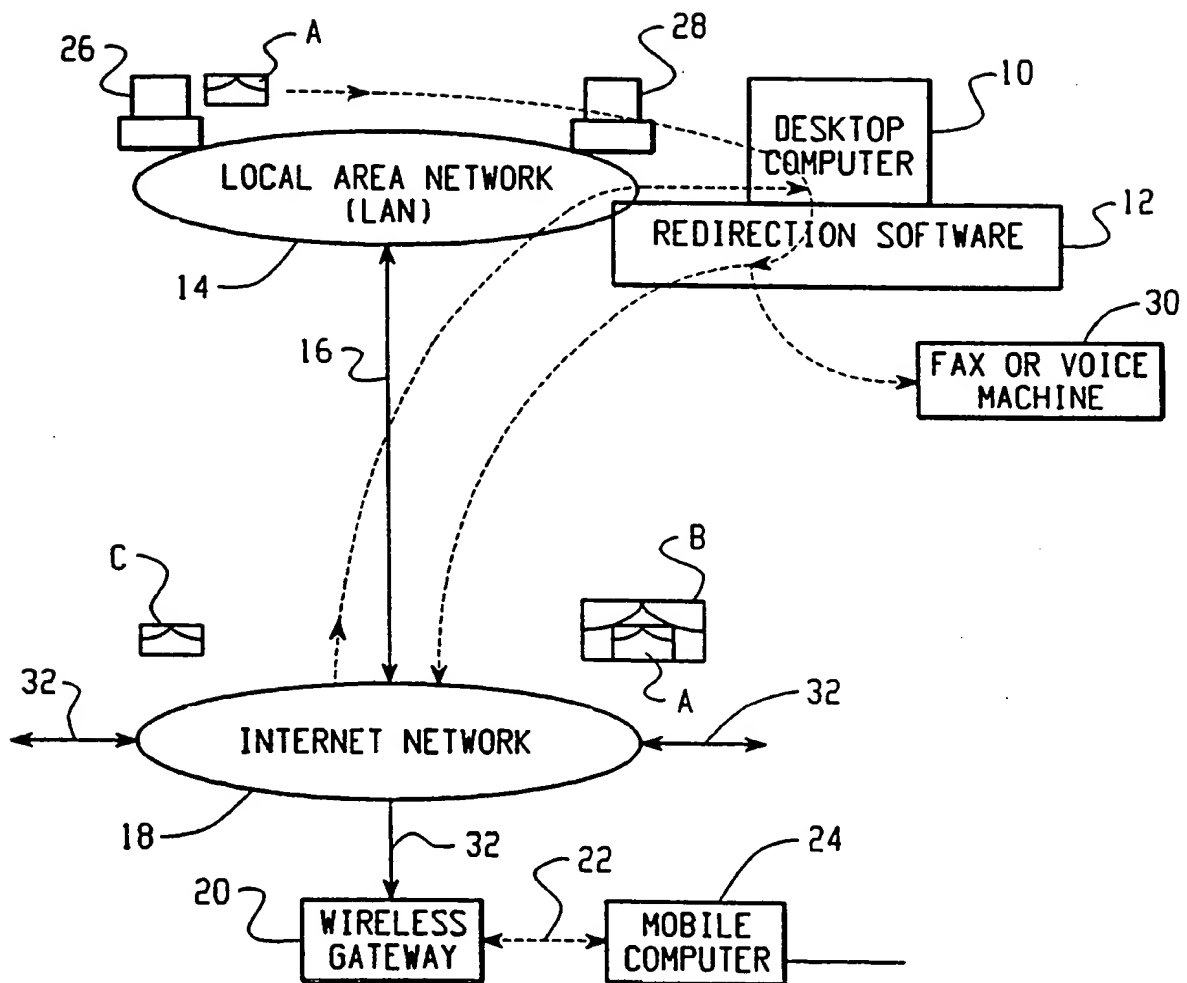 26
A
28
10
DESKTOP
COMPUTER
LOCAL AREA NETWORK
(LAN)
REDIRECTION SOFTWARE
12
14
30
16
FAX OR VOICE
MACHINE
C
B
A
32
32
INTERNET NETWORK
18
32
22
24
20
WIRELESS
GATEWAY
MOBILE
COMPUTER